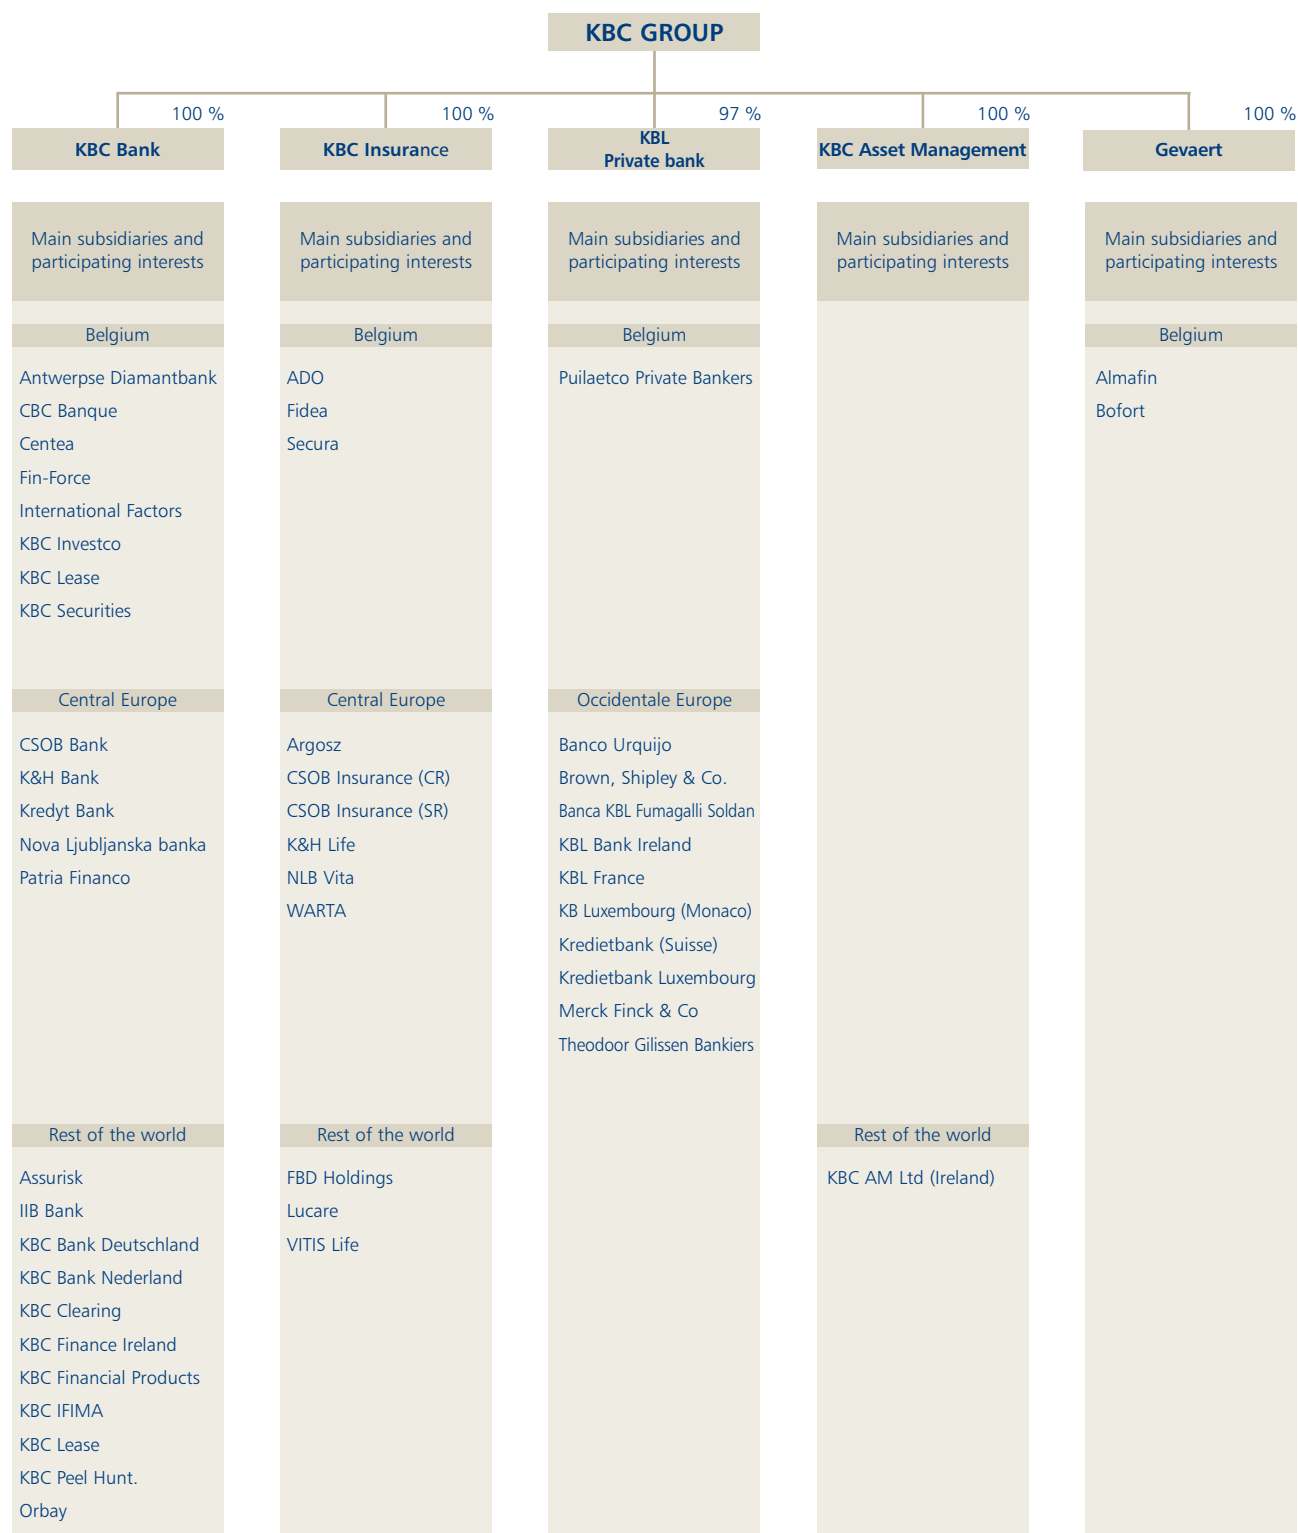 KBC GROUP
100 %
100 %
97 %
100 %
100 %
KBC Bank
KBC Insurance
KBL
Private bank
KBC Asset Management
Gevaert
Main subsidiaries and
participating interests
Main subsidiaries and
participating interests
Main subsidiaries and
participating interests
Main subsidiaries and
participating interests
Main subsidiaries and
participating interests
Belgium
Antwerpse Diamantbank
CBC Banque
Centea
Fin-Force
International Factors
KBC Investco
KBC Lease
KBC Securities
Belgium
ADO
Fidea
Secura
Belgium
Puilaetco Private Bankers
Belgium
Almafin
Bofort
Central Europe
CSOB Bank
K&H Bank
Kredyt Bank
Nova Ljubljanska banka
Patria Financo
Central Europe
Argosz
CSOB Insurance (CR)
CSOB Insurance (SR)
K&H Life
NLB Vita
WARTA
Occidentale Europe
Banco Urquijo
Brown, Shipley & Co.
Banca KBL Fumagalli Soldan
KBL Bank Ireland
KBL France
KB Luxembourg (Monaco)
Kredietbank (Suisse)
Kredietbank Luxembourg
Merck Finck & Co
Theodoor Gilissen Bankiers
Rest of the world
Assurisk
IIB Bank
KBC Bank Deutschland
KBC Bank Nederland
KBC Clearing
KBC Finance Ireland
KBC Financial Products
KBC IFIMA
KBC Lease
KBC Peel Hunt.
Orbay
Rest of the world
FBD Holdings
Lucare
VITIS Life
Rest of the world
KBC AM Ltd (Ireland)